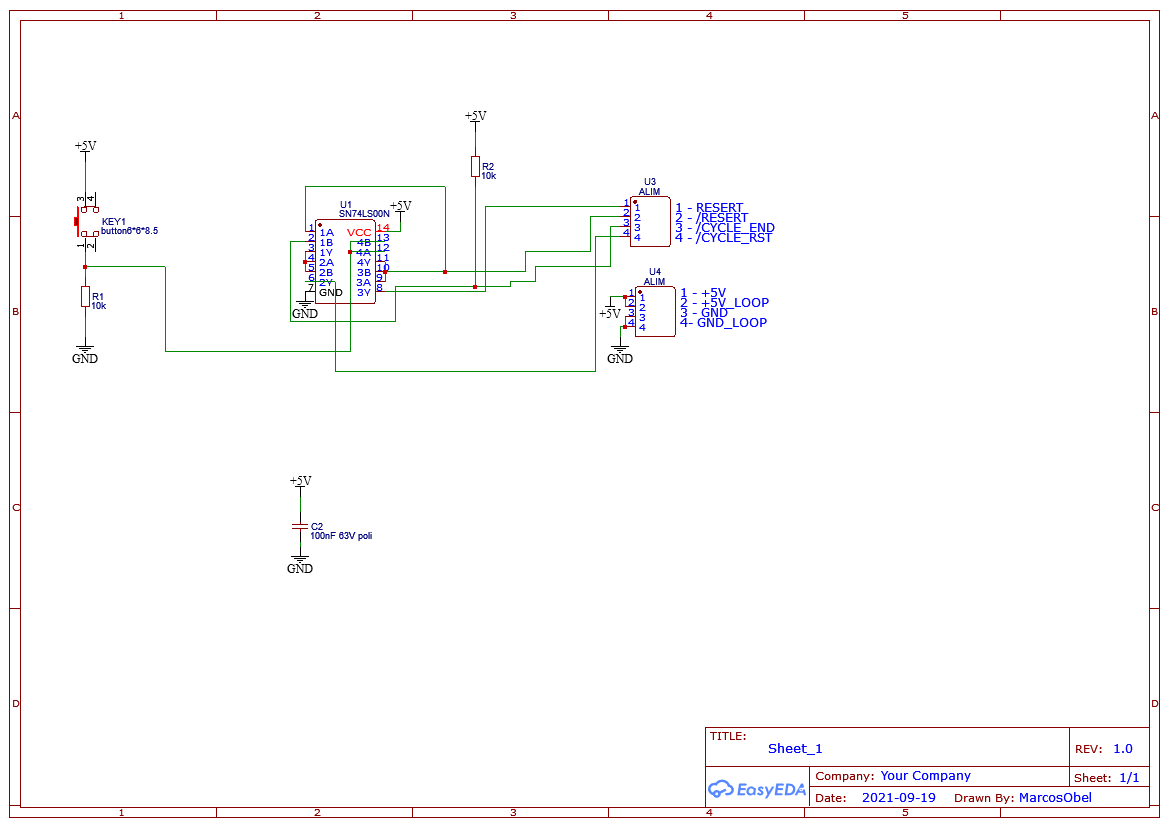 1 2 3 4 5
A A
+5V
+5V
3 4
KEY1
button6*6*8.5
1 2
R2
10k
U1
SN74LS00N
+5V
1 1A VCC 14
2 1B 4B 13
3 1Y 4A 12
4 2A 4Y 11
5 2B 3B 10
6 2Y 3A 9
7 GND 3Y 8
GND
U3
ALIM
1 1 1 - RESERT
2 2 2 - /RESERT
3 3 3 - /CYCLE_END
4 4 4 - /CYCLE_RST
U4
ALIM
1 1 1 - +5V
2 2 2 - +5V_LOOP
3 3 3 - GND
4 4 4- GND_LOOP
+5V
GND
R1
10k
GND
B B
+5V
C2
100nF 63V poli
GND
C C
D D
TITLE:
Sheet_1
REV: 1.0
EasyEDA
Company: Your Company
Sheet: 1/1
Date: 2021-09-19 Drawn By: MarcosObel
1 2 3 4 5